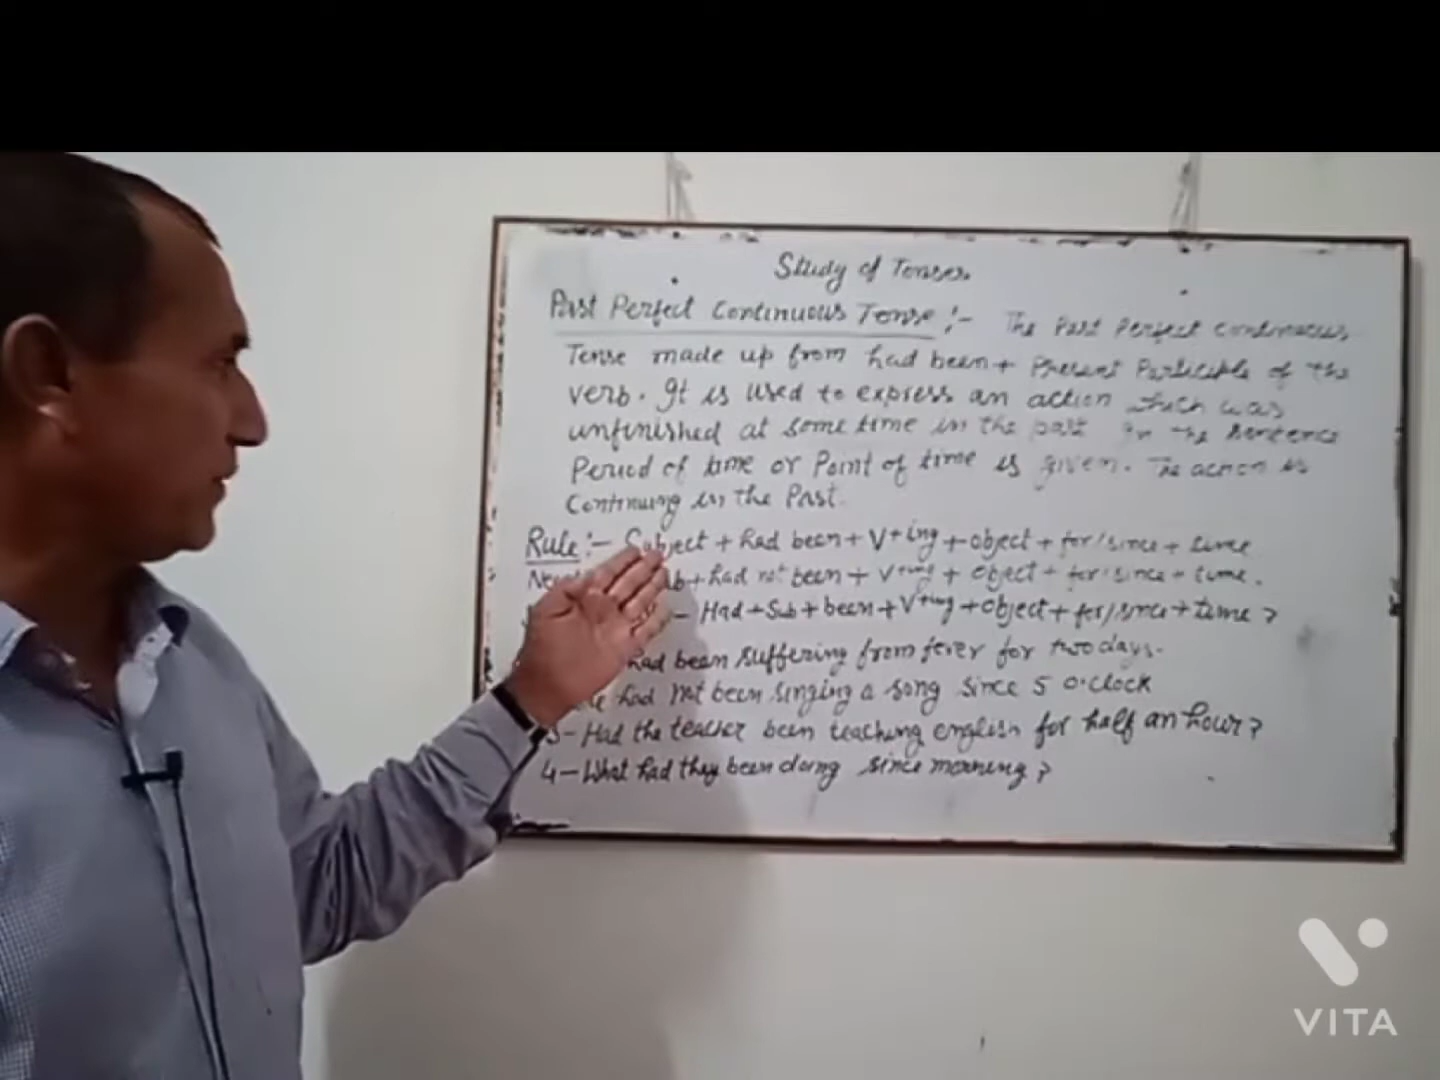 Study of Tenses.
Past Perfect Continuous Tense :- The Past Perfect Continuous
Tense made up from had been + Present Participle of the
verb. It is used to express an action which was
unfinished at some time in the past In the sentence
Period of time or Point of time is given. The action is
Continuing in the Past.
Rule :- Subject + had been + V+ing + object + for/since + time
+ had not been + V+ing + object + for/since + time.
- Had + Sub + been + V+ing + object + for/since + time ?
had been suffering from fever for two days.
had not been singing a song since 5 o'clock
3- Had the teacher been teaching english for half an hour ?
4- What had they been doing since morning ?
VITA